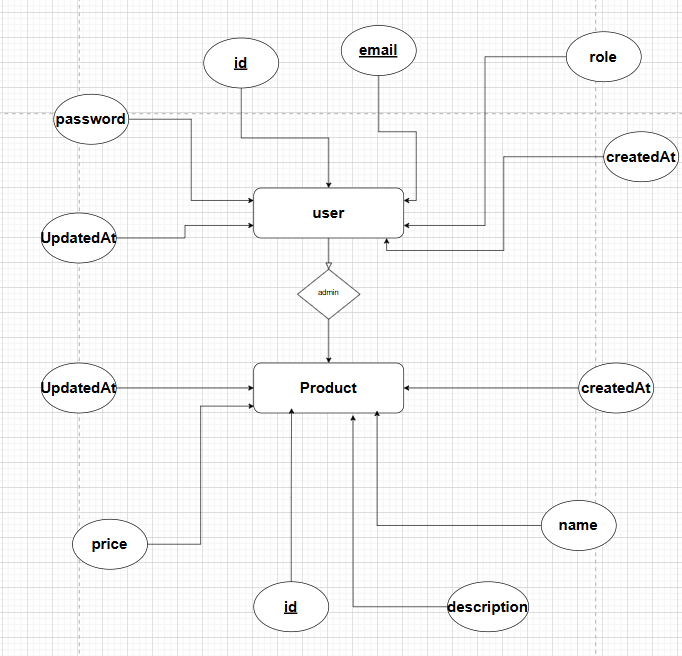 email
id
role
password
createdAt
user
UpdatedAt
admin
UpdatedAt
Product
createdAt
name
price
id
description